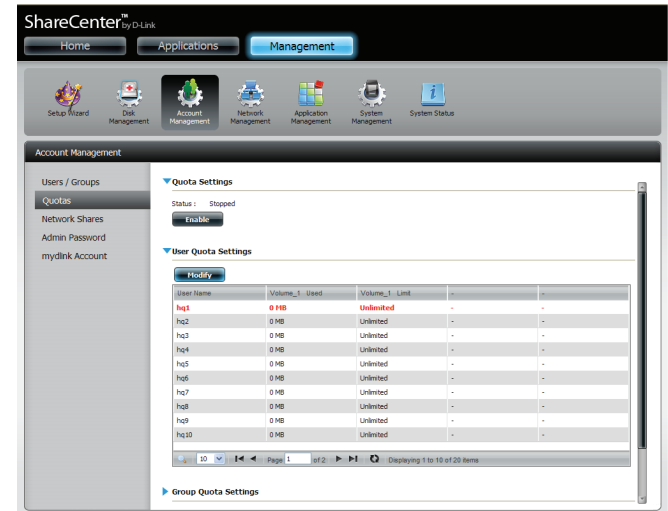 ShareCenter™ by D-Link
Home Applications Management
Setup Wizard Disk Management Account Management Network Management Application Management System Management System Status
Account Management
Users / Groups
Quotas
Network Shares
Admin Password
mydlink Account
Quota Settings
Status : Stopped
Enable
User Quota Settings
Modify
User Name Volume_1 Used Volume_1 Limit - -
hq1 0 MB Unlimited - -
hq2 0 MB Unlimited - -
hq3 0 MB Unlimited - -
hq4 0 MB Unlimited - -
hq5 0 MB Unlimited - -
hq6 0 MB Unlimited - -
hq7 0 MB Unlimited - -
hq8 0 MB Unlimited - -
hq9 0 MB Unlimited - -
hq10 0 MB Unlimited - -
10 Page 1 of 2 Displaying 1 to 10 of 20 items
Group Quota Settings